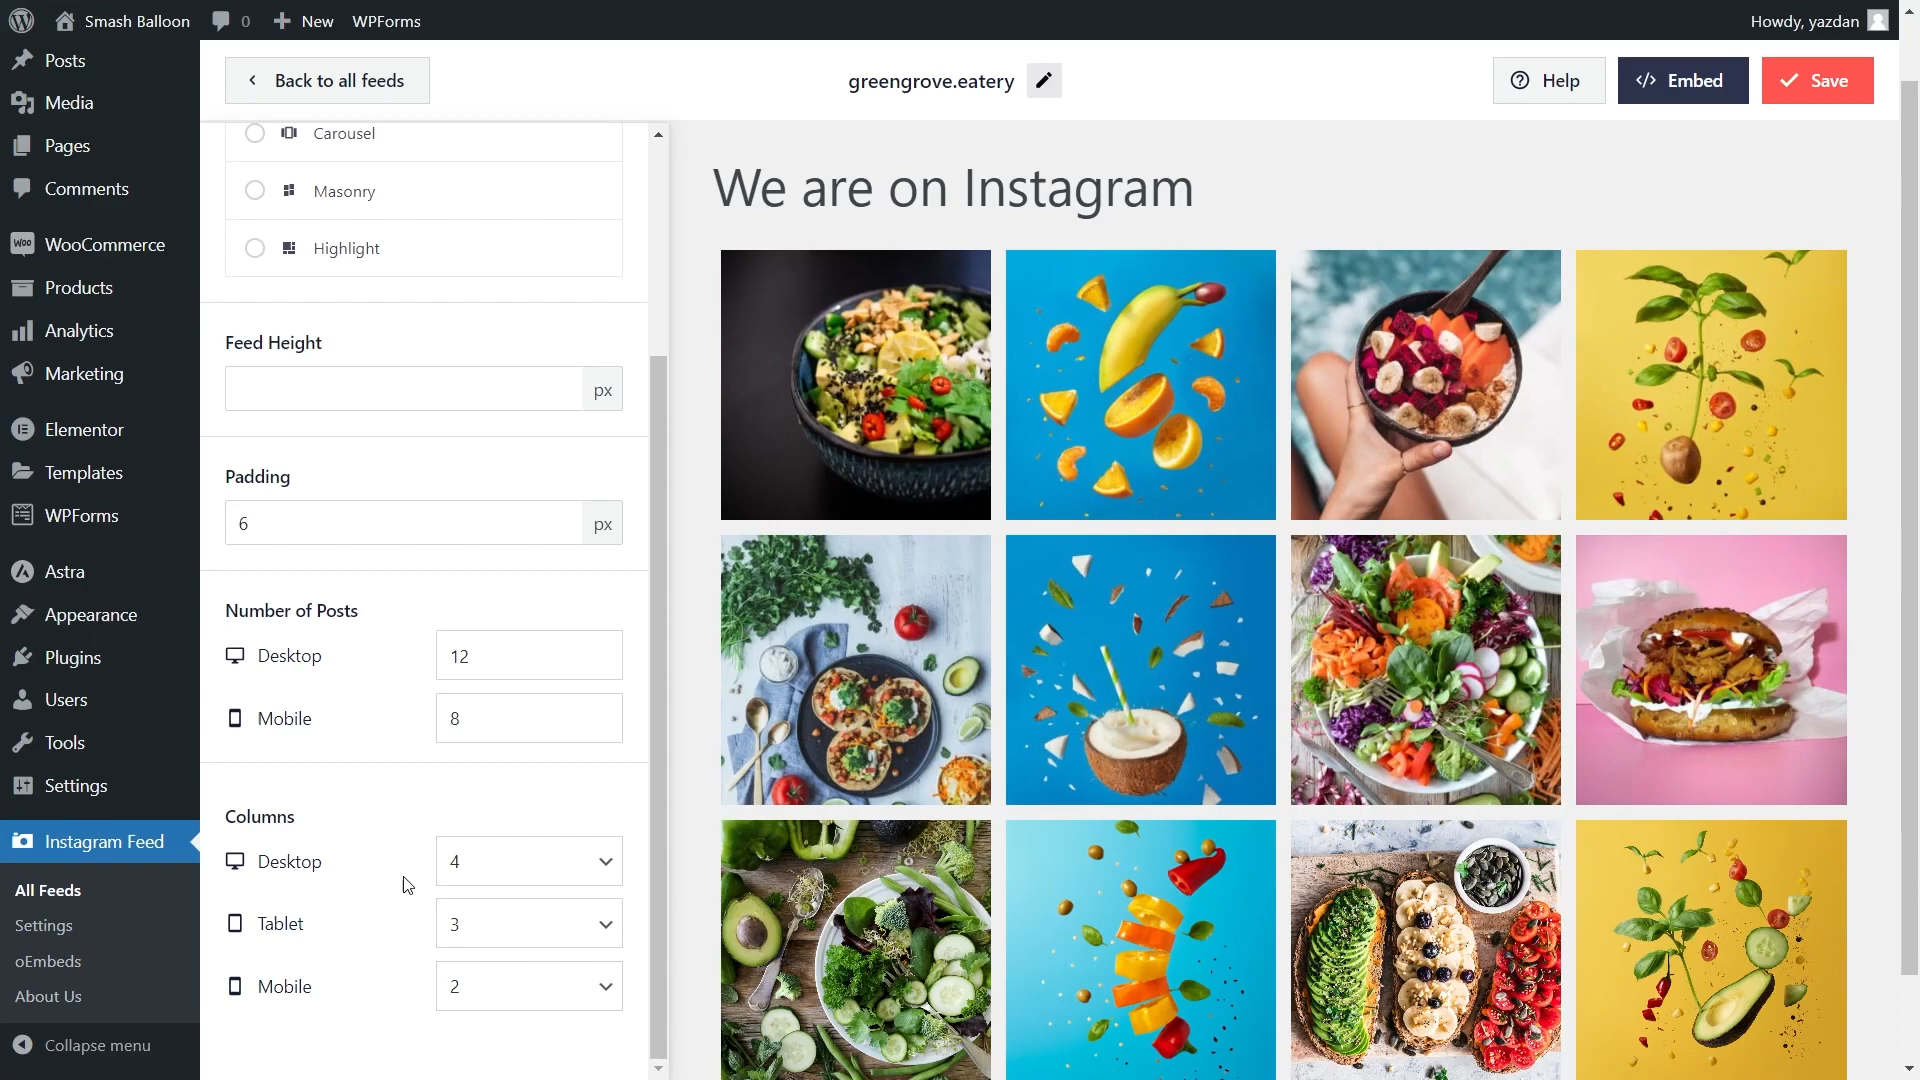 Smash Balloon
0
New
WPForms
Howdy, yazdan
Posts
Media
Pages
Comments
Woo
WooCommerce
Products
Analytics
Marketing
Elementor
Templates
WPForms
Astra
Appearance
Plugins
Users
Tools
Settings
Instagram Feed
All Feeds
Settings
oEmbeds
About Us
Collapse menu
Back to all feeds
greengrove.eatery
Help
Embed
Save
Carousel
Masonry
Highlight
Feed Height
px
Padding
6
px
Number of Posts
Desktop
12
Mobile
8
Columns
Desktop
4
Tablet
3
Mobile
2
We are on Instagram